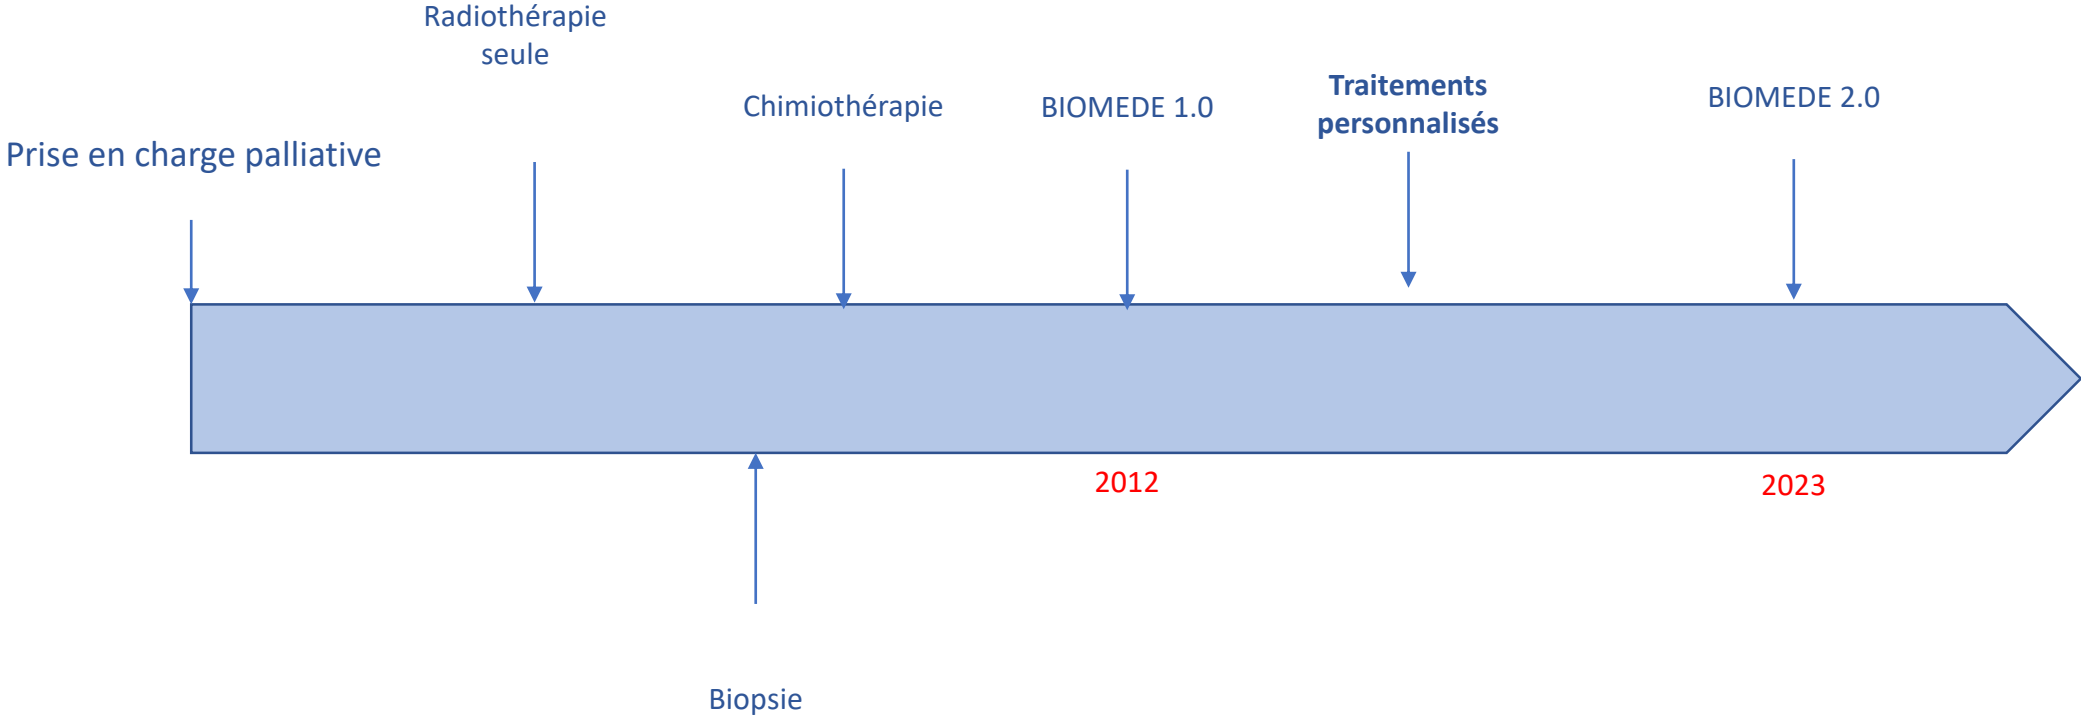 Radiothérapie
seule
Prise en charge palliative
Chimiothérapie
BIOMEDE 1.0
Traitements
personnalisés
BIOMEDE 2.0
2012
2023
Biopsie